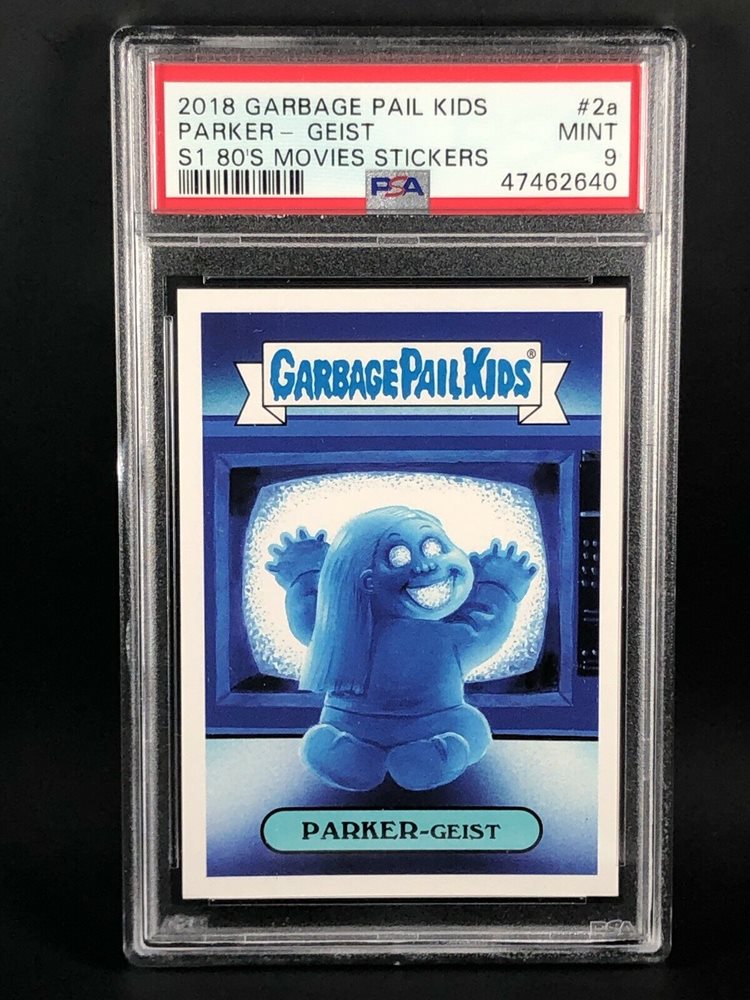 2018 GARBAGE PAIL KIDS #2a
PARKER- GEIST MINT
S1 80'S MOVIES STICKERS 9
PSA 47462640
GARBAGE PAIL KIDS®
PARKER-GEIST
PSA